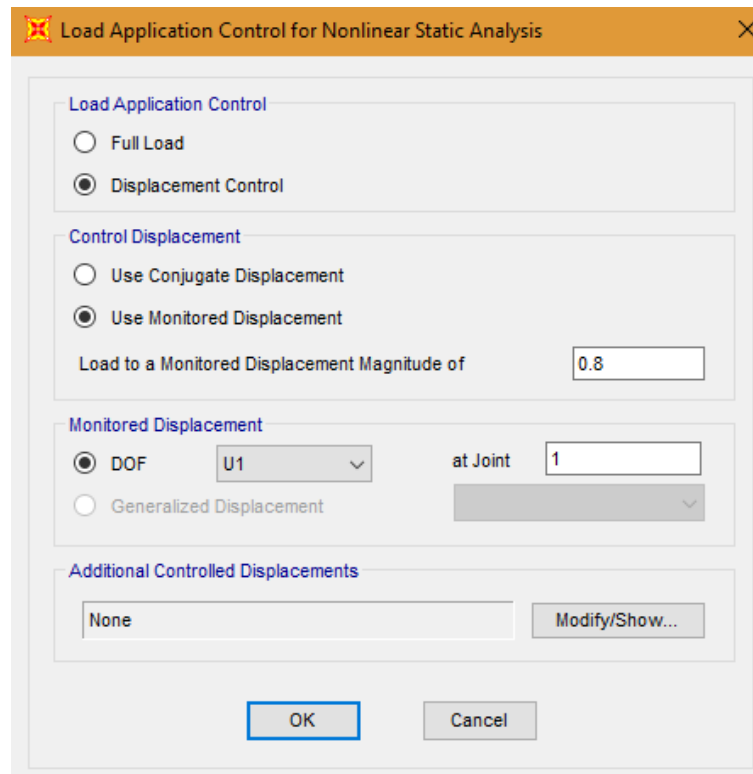 Load Application Control for Nonlinear Static Analysis
Load Application Control
Full Load
Displacement Control
Control Displacement
Use Conjugate Displacement
Use Monitored Displacement
Load to a Monitored Displacement Magnitude of 0.8
Monitored Displacement
DOF U1 at Joint 1
Generalized Displacement
Additional Controlled Displacements
None Modify/Show...
OK Cancel